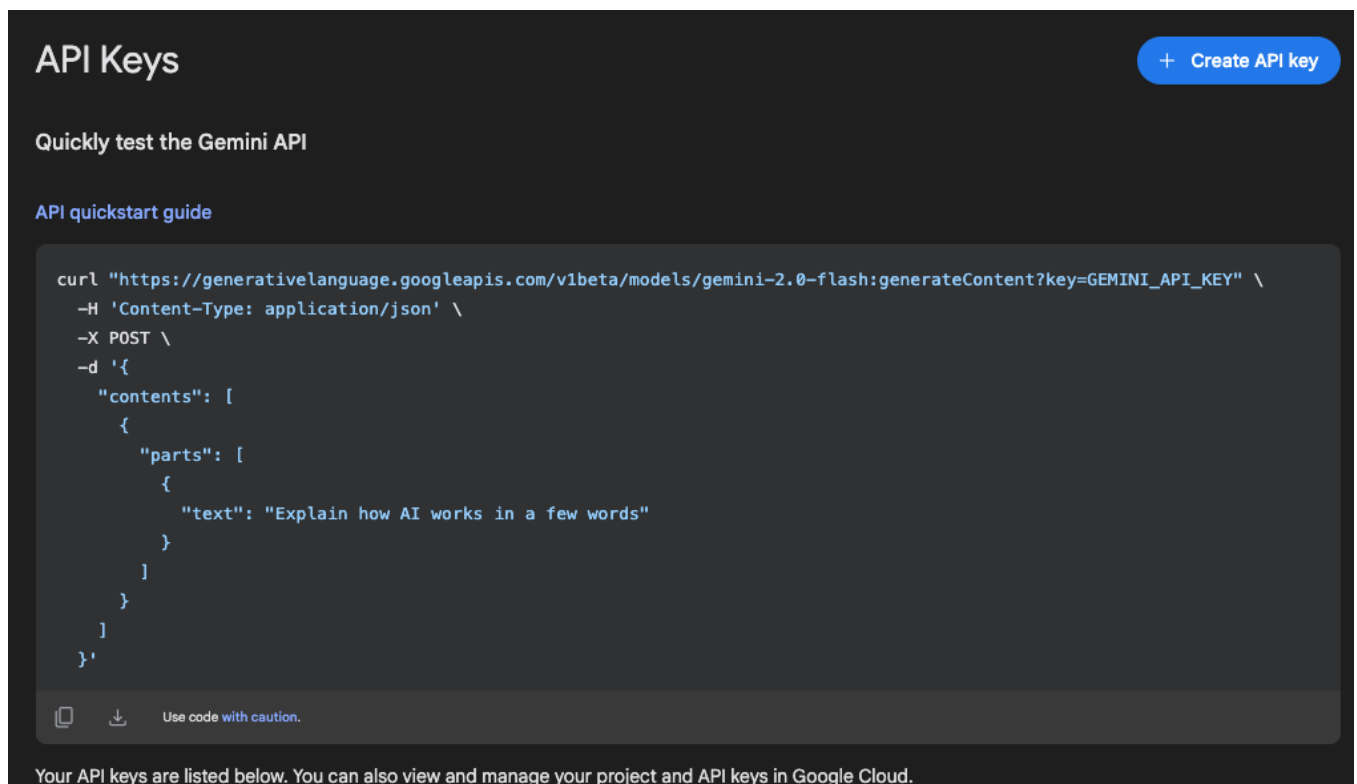 API Keys
+ Create API key
Quickly test the Gemini API
API quickstart guide
curl "https://generativelanguage.googleapis.com/v1beta/models/gemini-2.0-flash:generateContent?key=GEMINI_API_KEY" \
  -H 'Content-Type: application/json' \
  -X POST \
  -d '{
    "contents": [
      {
        "parts": [
          {
            "text": "Explain how AI works in a few words"
          }
        ]
      }
    ]
  }'
Use code with caution.
Your API keys are listed below. You can also view and manage your project and API keys in Google Cloud.